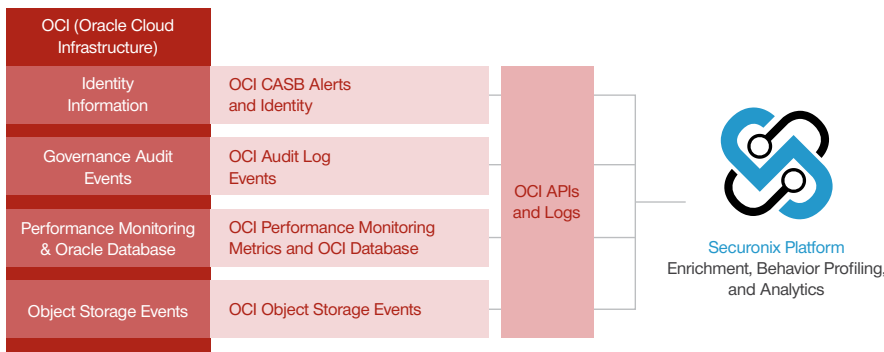 OCI (Oracle Cloud
Infrastructure)
Identity
Information
OCI CASB Alerts
and Identity
Governance Audit
Events
OCI Audit Log
Events
Performance Monitoring
& Oracle Database
OCI Performance Monitoring
Metrics and OCI Database
Object Storage Events
OCI Object Storage Events
OCI APIs
and Logs
Securonix Platform
Enrichment, Behavior Profiling,
and Analytics